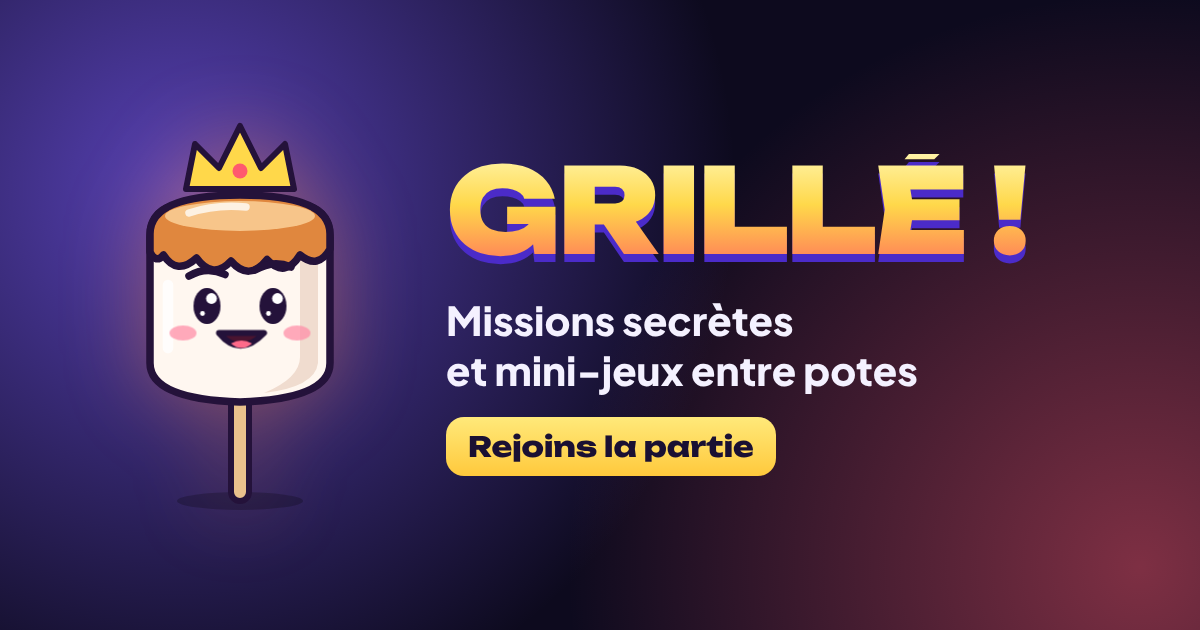 GRILLÉ !
Missions secrètes
et mini-jeux entre potes
Rejoins la partie